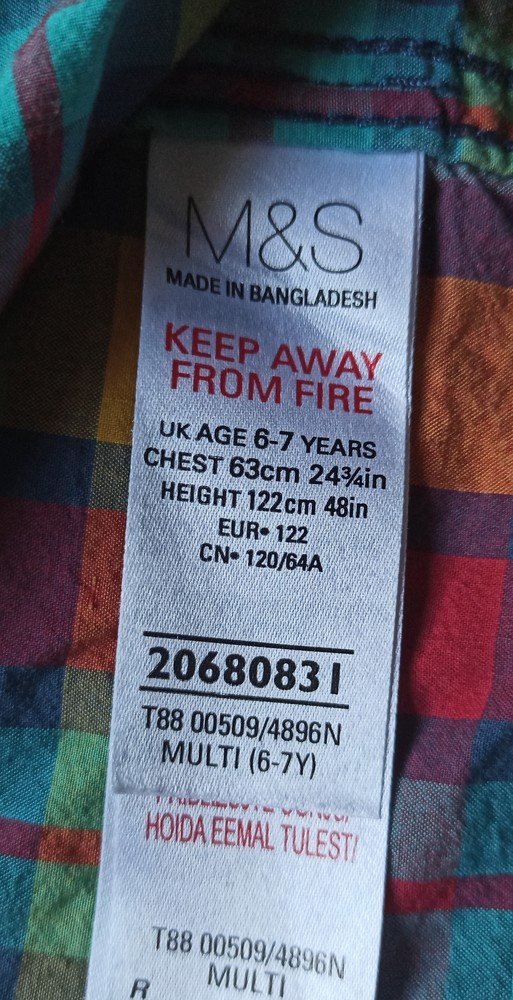 M&S
MADE IN BANGLADESH
KEEP AWAY
FROM FIRE
UK AGE 6-7 YEARS
CHEST 63cm 24¾in
HEIGHT 122cm 48in
EUR• 122
CN• 120/64A
20680831
T88 00509/4896N
MULTI (6-7Y)
HOIDA EEMAL TULEST/
T88 00509/4896N
MULTI
R